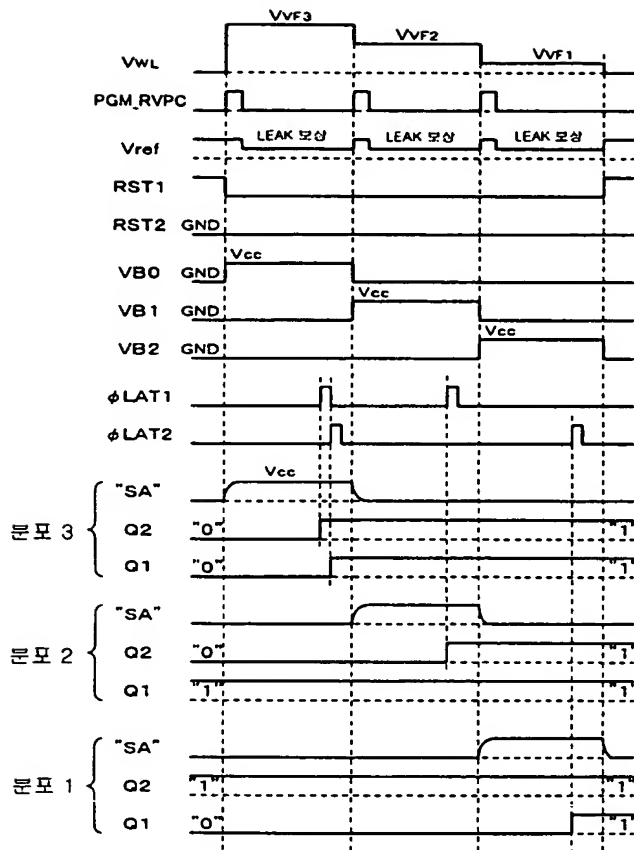 VVF3
VVF2
VVF1
VWL
PGM_RVPC
Vref
LEAK 보상
LEAK 보상
LEAK 보상
RST1
RST2 GND
VB0 GND
Vcc
VB1 GND
Vcc
VB2 GND
Vcc
φLAT1
φLAT2
분포 3
"SA"
Vcc
Q2 "0" "1"
Q1 "0" "1"
분포 2
"SA"
Q2 "0" "1"
Q1 "1" "1"
분포 1
"SA"
Q2 "1" "1"
Q1 "0" "1"